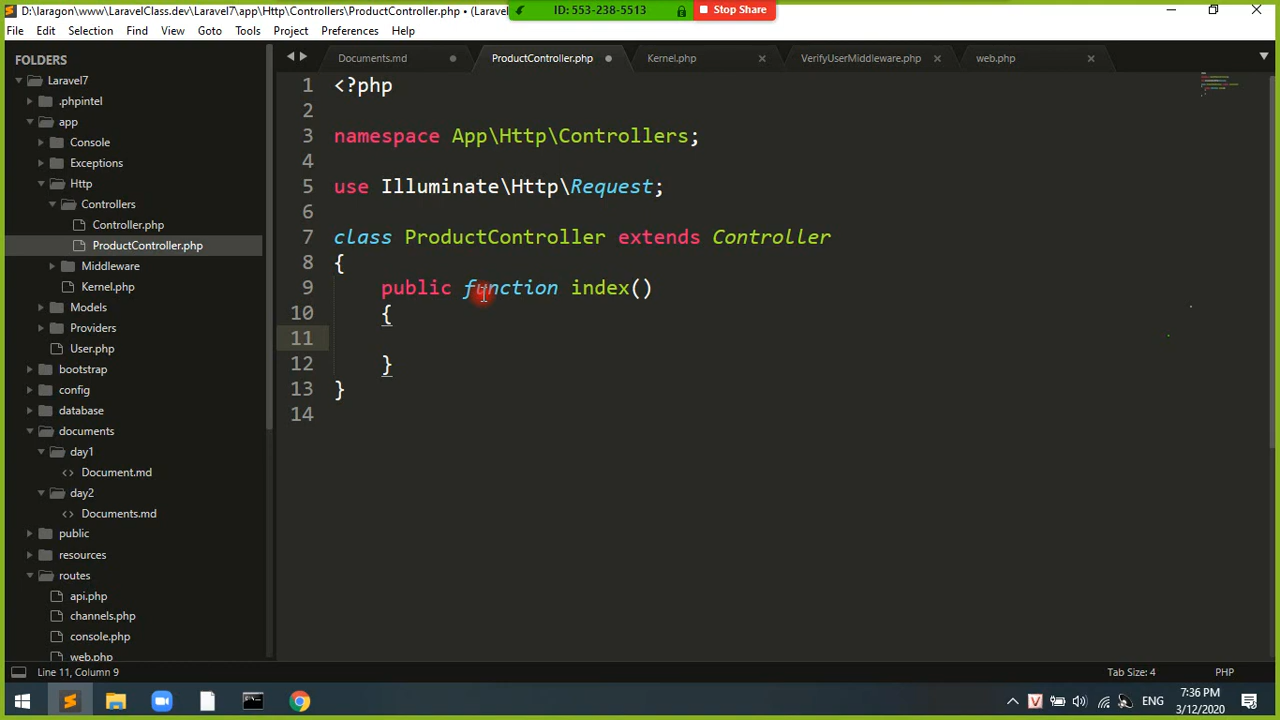 D:\laragon\www\LaravelClass.dev\Laravel7\app\Http\Controllers\ProductController.php • (Laravel
ID: 553-238-5513
Stop Share
File Edit Selection Find View Goto Tools Project Preferences Help
FOLDERS
Laravel7
.phpintel
app
Console
Exceptions
Http
Controllers
Controller.php
ProductController.php
Middleware
Kernel.php
Models
Providers
User.php
bootstrap
config
database
documents
day1
<> Document.md
day2
<> Documents.md
public
resources
routes
api.php
channels.php
console.php
web.php
Documents.md ProductController.php Kernel.php VerifyUserMiddleware.php web.php
1 <?php
2
3 namespace App\Http\Controllers;
4
5 use Illuminate\Http\Request;
6
7 class ProductController extends Controller
8 {
9 public function index()
10 {
11
12 }
13 }
14
Line 11, Column 9
Tab Size: 4
PHP
ENG
7:36 PM
3/12/2020